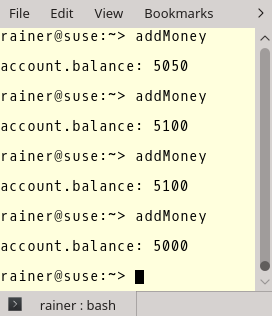 File Edit View Bookmarks >
rainer@suse:~> addMoney
account.balance: 5050
rainer@suse:~> addMoney
account.balance: 5100
rainer@suse:~> addMoney
account.balance: 5100
rainer@suse:~> addMoney
account.balance: 5000
rainer@suse:~>
rainer : bash